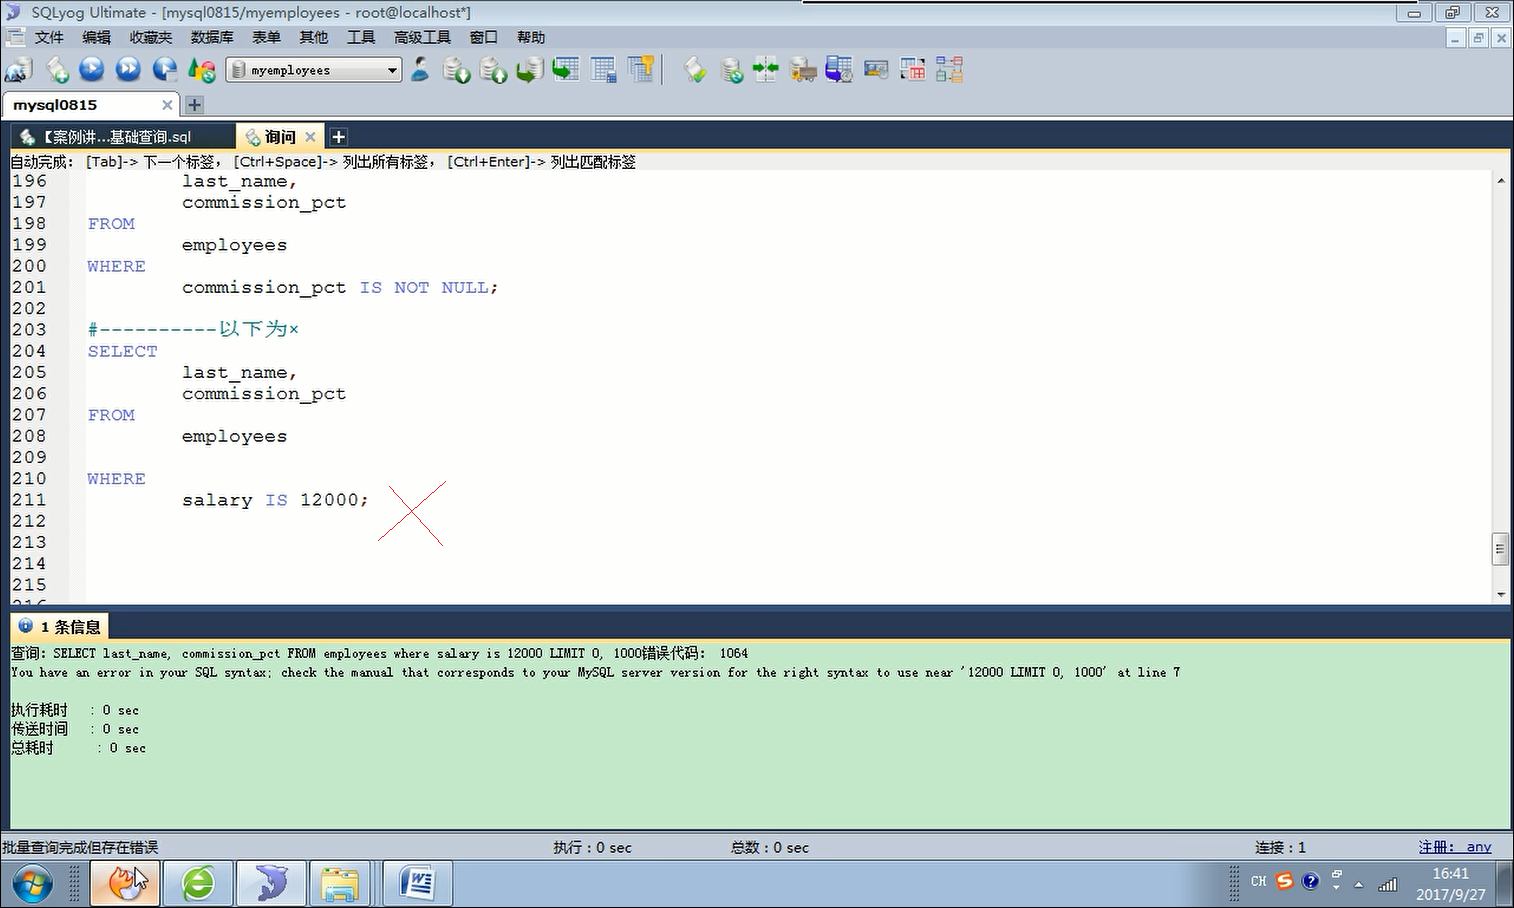 SQLyog Ultimate - [mysql0815/myemployees - root@localhost*]
文件 编辑 收藏夹 数据库 表单 其他 工具 高级工具 窗口 帮助
myemployees
mysql0815
【案例讲...基础查询.sql 询问
自动完成： [Tab]-> 下一个标签， [Ctrl+Space]-> 列出所有标签， [Ctrl+Enter]-> 列出匹配标签
196 last_name,
197 commission_pct
198 FROM
199 employees
200 WHERE
201 commission_pct IS NOT NULL;
202
203 #----------以下为×
204 SELECT
205 last_name,
206 commission_pct
207 FROM
208 employees
209
210 WHERE
211 salary IS 12000;
212
213
214
215
1 条信息
查询: SELECT last_name, commission_pct FROM employees where salary is 12000 LIMIT 0, 1000错误代码： 1064
You have an error in your SQL syntax; check the manual that corresponds to your MySQL server version for the right syntax to use near '12000 LIMIT 0, 1000' at line 7
执行耗时 : 0 sec
传送时间 : 0 sec
总耗时 : 0 sec
批量查询完成但存在错误 执行：0 sec 总数：0 sec 连接：1 注册: any
CH 16:41
2017/9/27